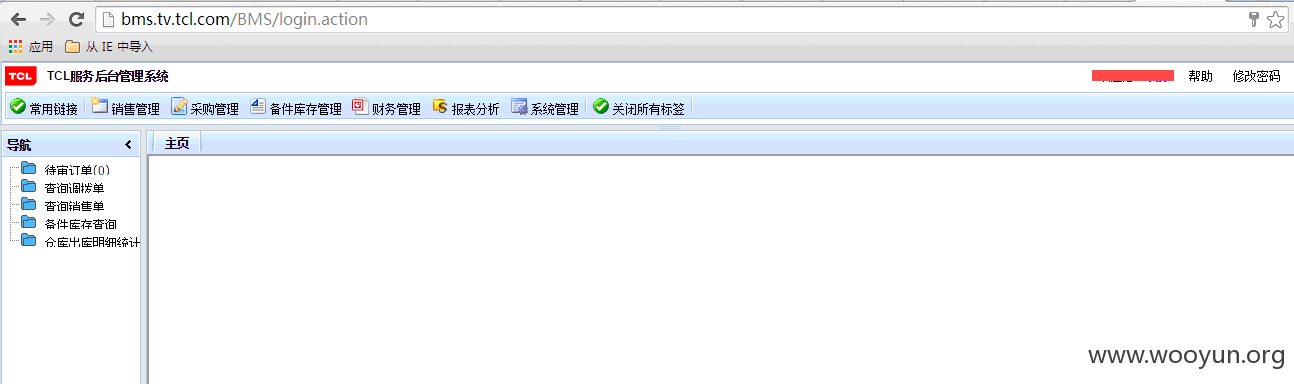 bms.tv.tcl.com/BMS/login.action
应用 从 IE 中导入
TCL TCL服务后台管理系统 帮助 修改密码
常用链接 销售管理 采购管理 备件库存管理 财务管理 报表分析 系统管理 关闭所有标签
导航 主页
待审订单(0)
查询调拨单
查询销售单
备件库存查询
仓库出库明细统计
www.wooyun.org